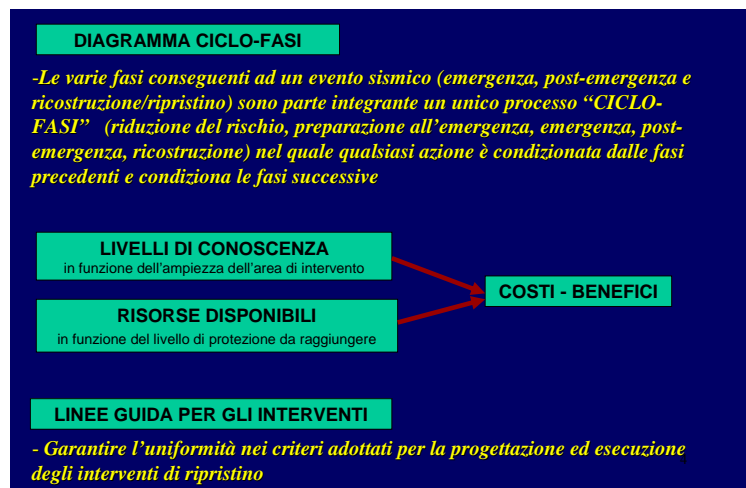 DIAGRAMMA CICLO-FASI
-Le varie fasi conseguenti ad un evento sismico (emergenza, post-emergenza e
ricostruzione/ripristino) sono parte integrante un unico processo “CICLO-
FASI” (riduzione del rischio, preparazione all’emergenza, emergenza, post-
emergenza, ricostruzione) nel quale qualsiasi azione è condizionata dalle fasi
precedenti e condiziona le fasi successive
LIVELLI DI CONOSCENZA
in funzione dell’ampiezza dell’area di intervento
COSTI - BENEFICI
RISORSE DISPONIBILI
in funzione del livello di protezione da raggiungere
LINEE GUIDA PER GLI INTERVENTI
- Garantire l’uniformità nei criteri adottati per la progettazione ed esecuzione
degli interventi di ripristino